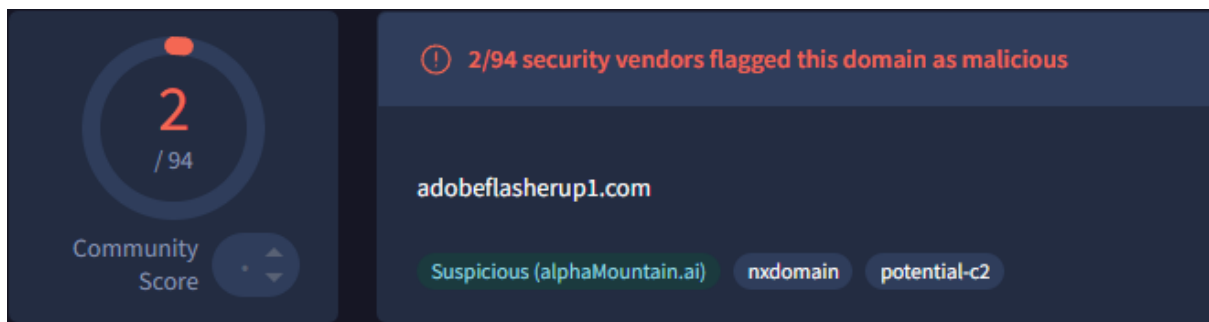 2
/ 94
Community
Score
2/94 security vendors flagged this domain as malicious
adobeflasherup1.com
Suspicious (alphaMountain.ai) nxdomain potential-c2